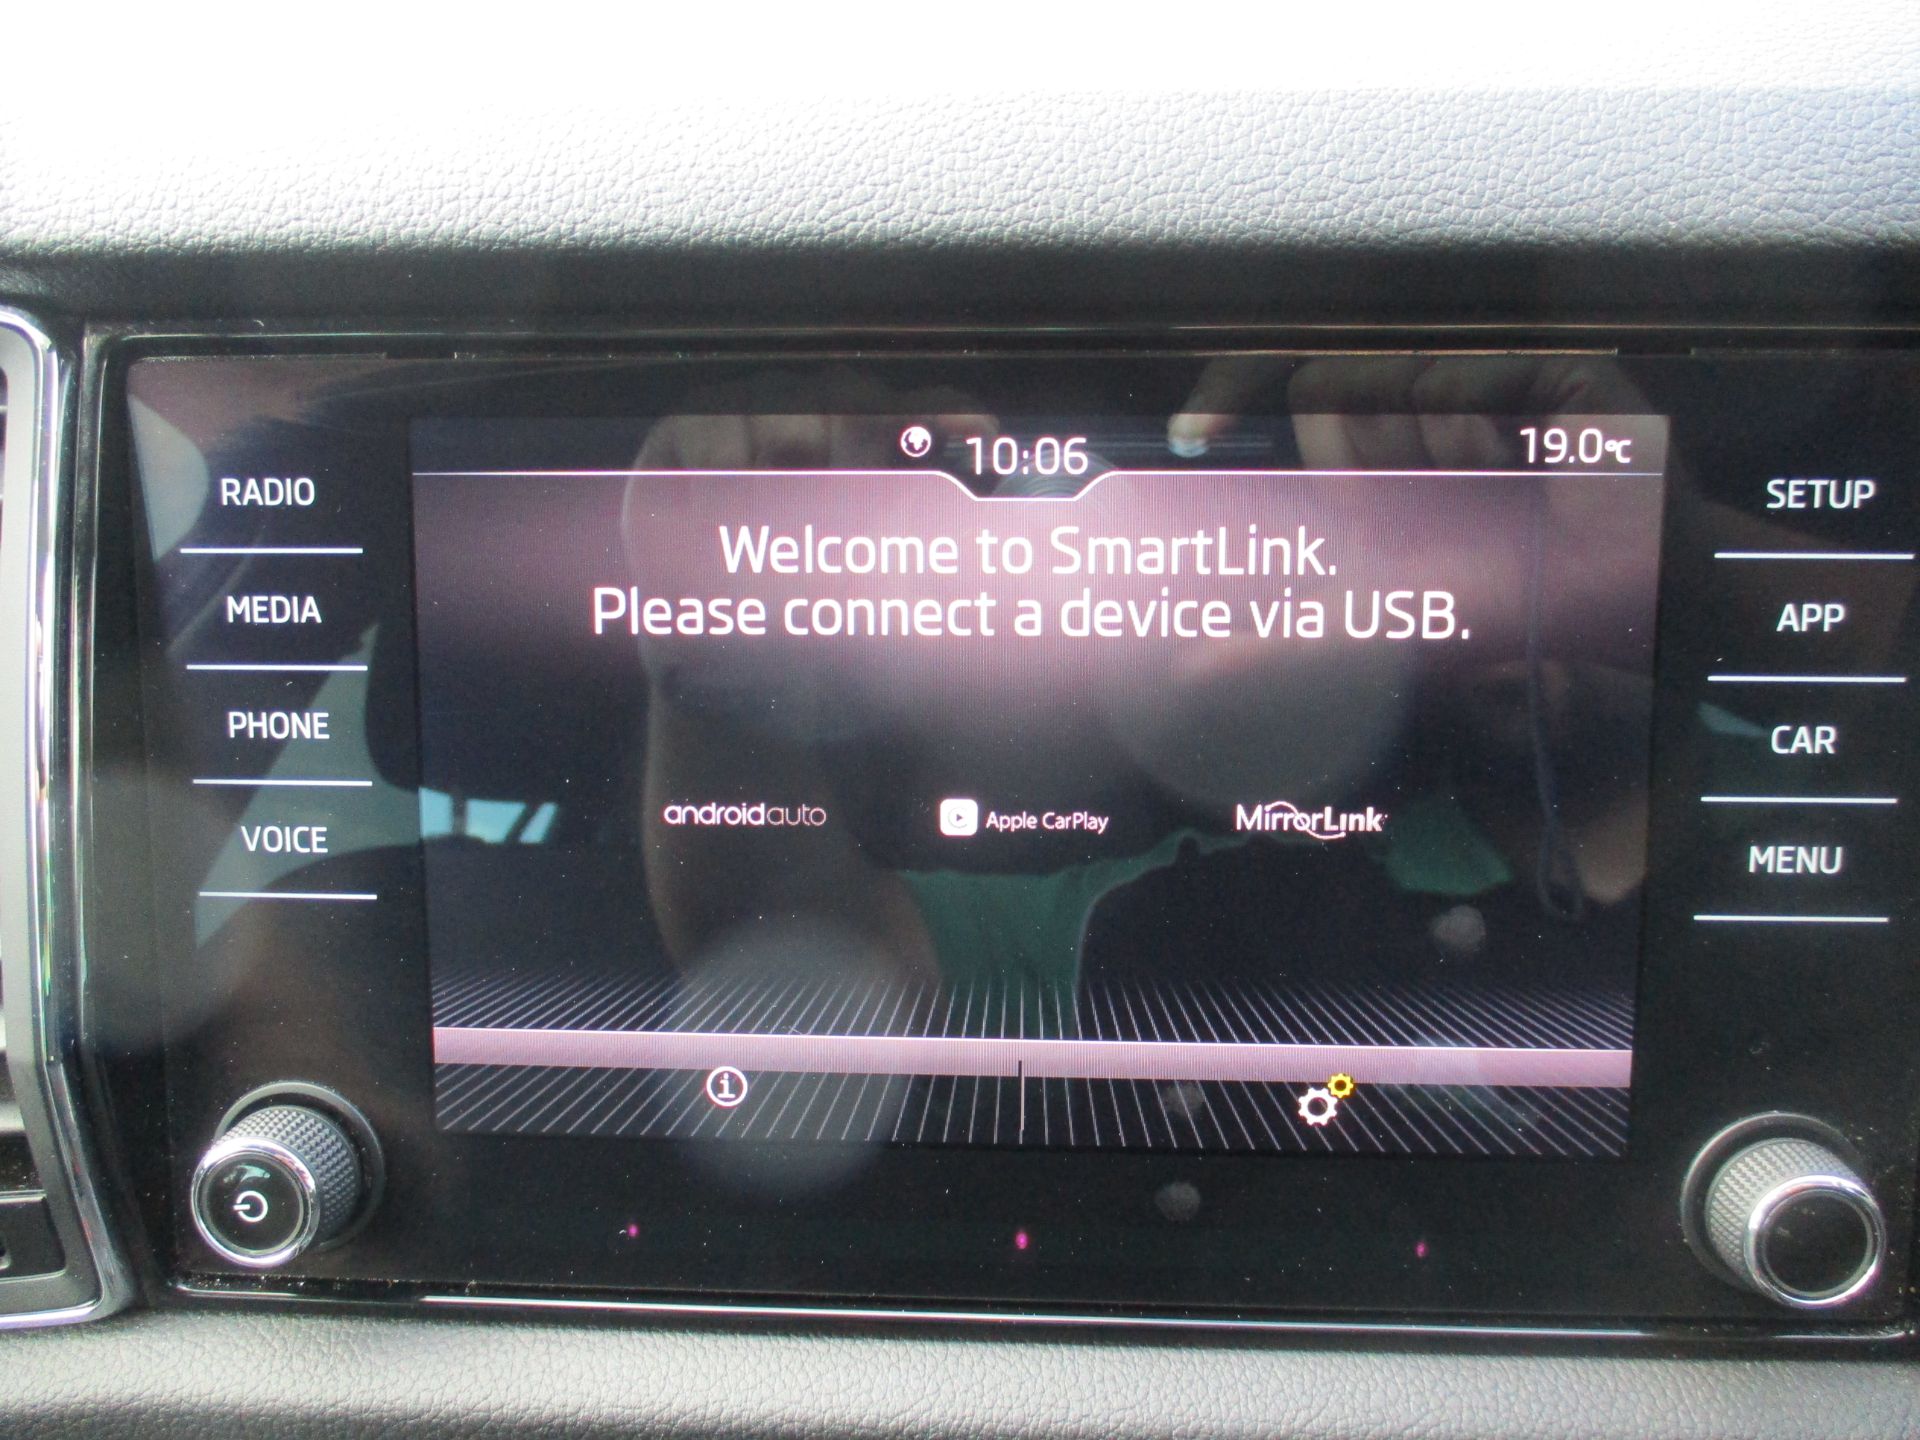 10:06
19.0°C
RADIO
MEDIA
PHONE
VOICE
Welcome to SmartLink.
Please connect a device via USB.
androidauto
Apple CarPlay
MirrorLink
SETUP
APP
CAR
MENU